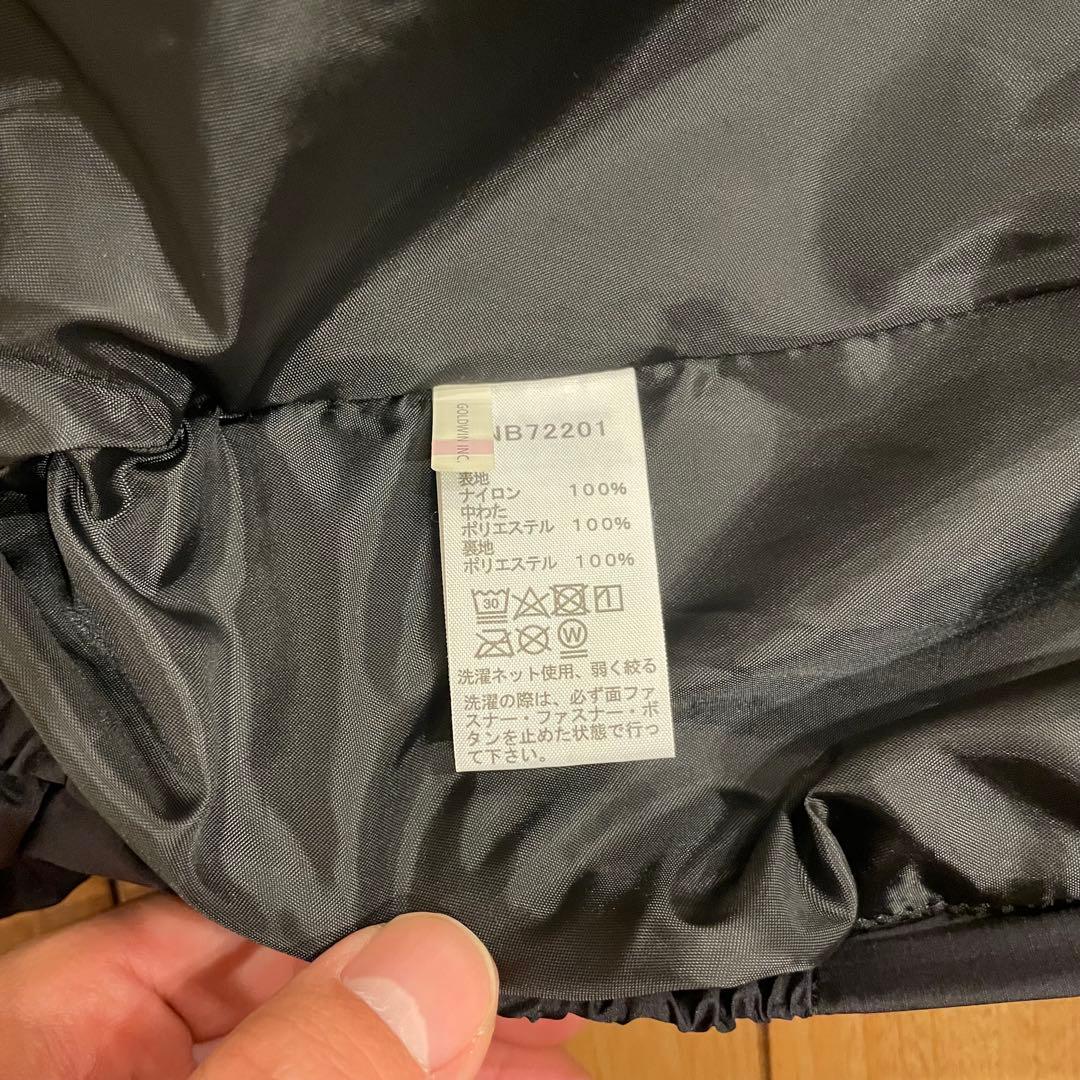 GOLDWIN INC.
NB72201
表地
ナイロン 100%
中わた
ポリエステル 100%
裏地
ポリエステル 100%
30
W
洗濯ネット使用、弱く絞る
洗濯の際は、必ず面ファ
スナー・ファスナー・ボ
タンを止めた状態で行っ
て下さい。